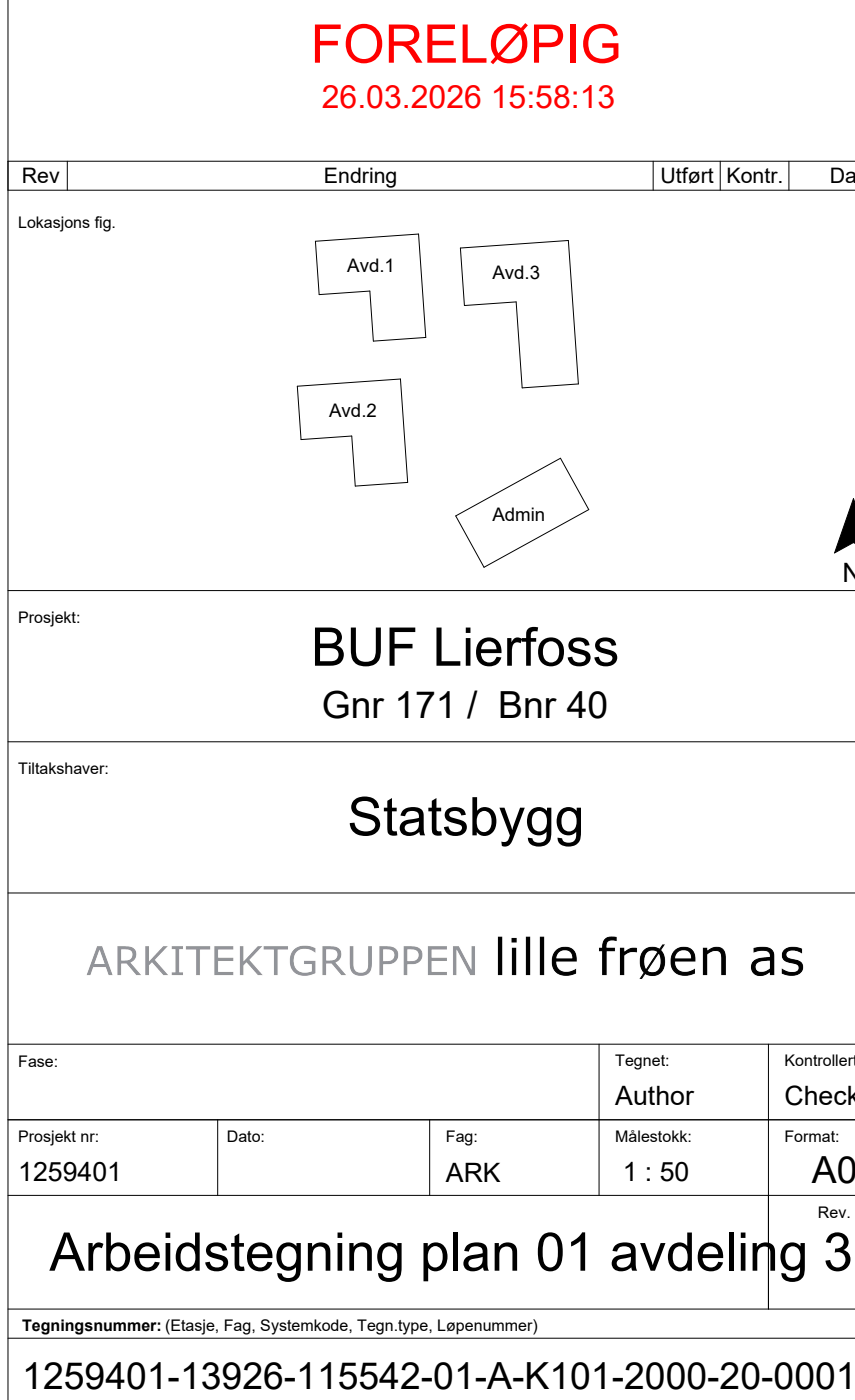 FORELØPIG
26.03.2026 15:58:13
Rev Endring Utført Kontr.
Lokasjons fig.
Avd.1 Avd.3
Avd.2
Admin
N
Prosjekt:
BUF Lierfoss
Gnr 171 / Bnr 40
Tiltakshaver:
Statsbygg
ARKITEKTGRUPPEN lille frøen as
Fase: Tegnet: Kontrollert
Author Check
Prosjekt nr: Dato: Fag: Målestokk: Format:
1259401 ARK 1 : 50 A0
Rev.
Arbeidstegning plan 01 avdeling 3
Tegningsnummer: (Etasje, Fag, Systemkode, Tegn.type, Løpenummer)
1259401-13926-115542-01-A-K101-2000-20-0001